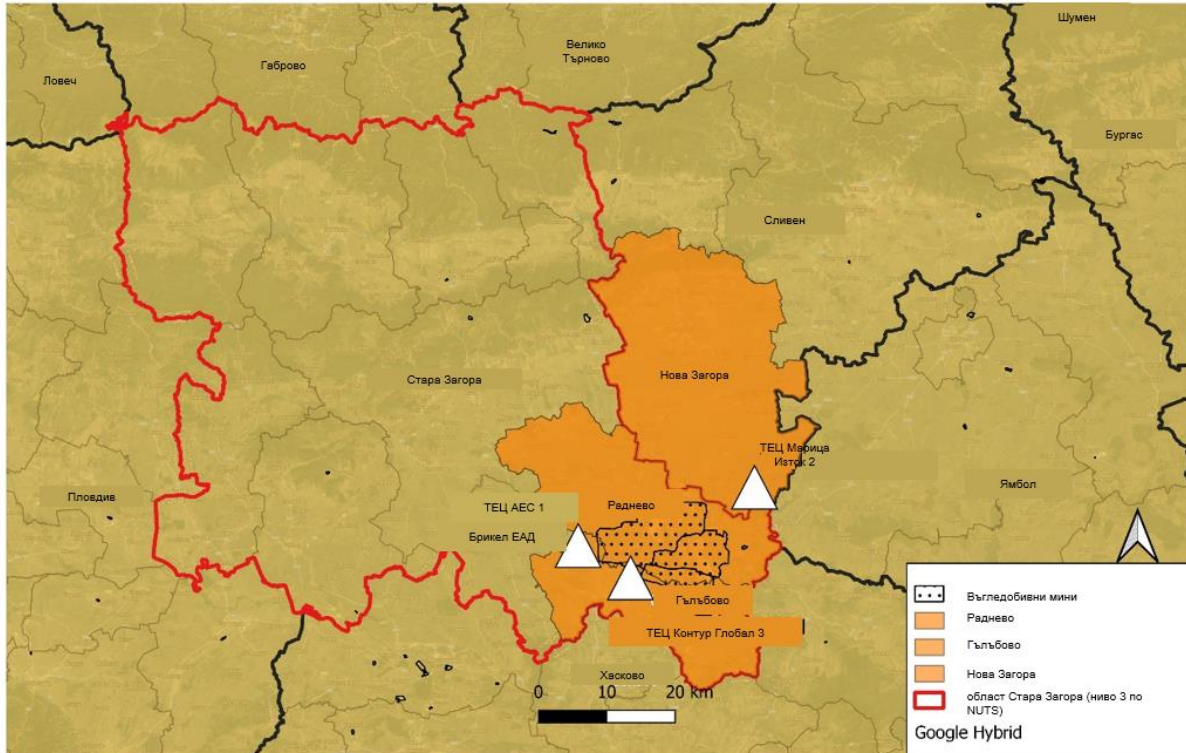 Шумен
Велико
Търново
Габрово
Ловеч
Бургас
Сливен
Стара Загора
Нова Загора
ТЕЦ Марица
Изток 2
Ямбол
Пловдив
ТЕЦ АЕС 1
Раднево
Брикел ЕАД
Гълъбово
ТЕЦ Контур Глобал 3
Хасково
0 10 20 km
Въгледобивни мини
Раднево
Гълъбово
Нова Загора
област Стара Загора (ниво 3 по
NUTS)
Google Hybrid